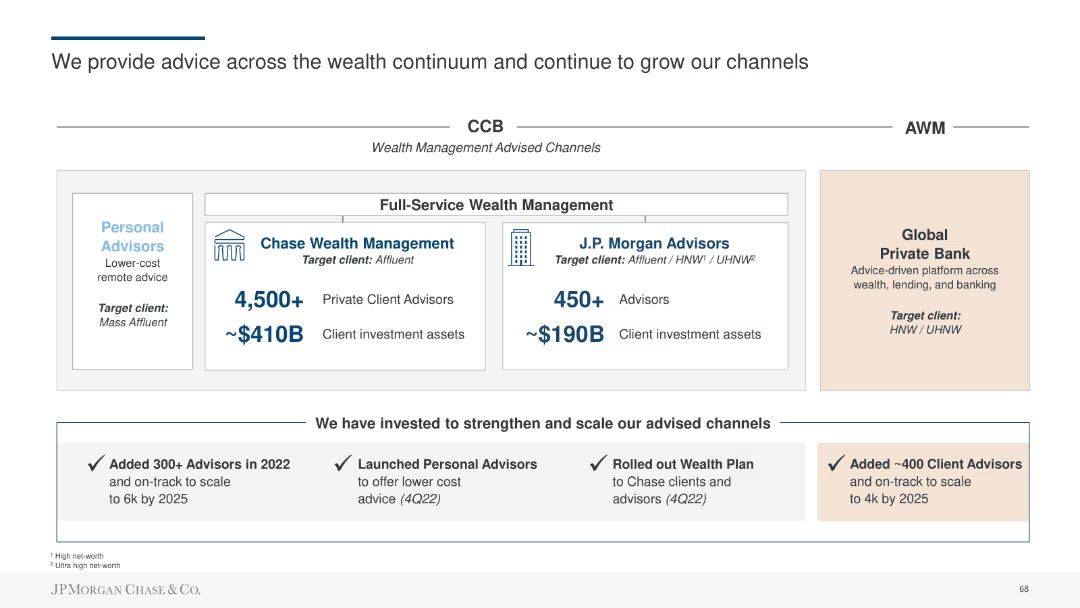 We provide advice across the wealth continuum and continue to grow our channels
CCB
Wealth Management Advised Channels
AWM
Personal
Advisors
Lower-cost
remote advice
Target client:
Mass Affluent
Full-Service Wealth Management
Chase Wealth Management
Target client: Affluent
4,500+ Private Client Advisors
~$410B Client investment assets
J.P. Morgan Advisors
Target client: Affluent / HNW¹ / UHNW²
450+ Advisors
~$190B Client investment assets
Global
Private Bank
Advice-driven platform across
wealth, lending, and banking
Target client:
HNW / UHNW
We have invested to strengthen and scale our advised channels
✓ Added 300+ Advisors in 2022
and on-track to scale
to 6k by 2025
✓ Launched Personal Advisors
to offer lower cost
advice (4Q22)
✓ Rolled out Wealth Plan
to Chase clients and
advisors (4Q22)
✓ Added ~400 Client Advisors
and on-track to scale
to 4k by 2025
¹ High net-worth
² Ultra high net-worth
JPMORGAN CHASE & CO.
68